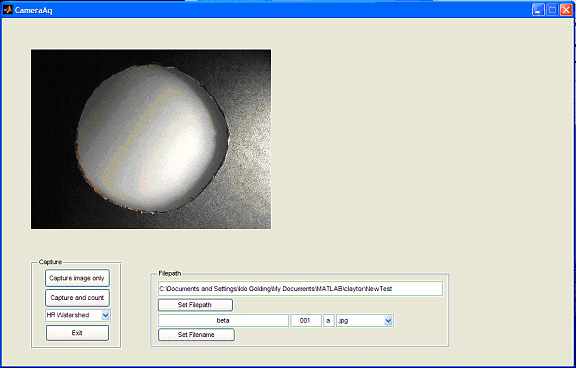 CameraAq
Capture
Capture image only
Capture and count
HR Watershed
Exit
Filepath
C:\Documents and Settings\Ido Golding\My Documents\MATLAB\claytor\NewTest
Set Filepath
beta 001 a .jpg
Set Filename